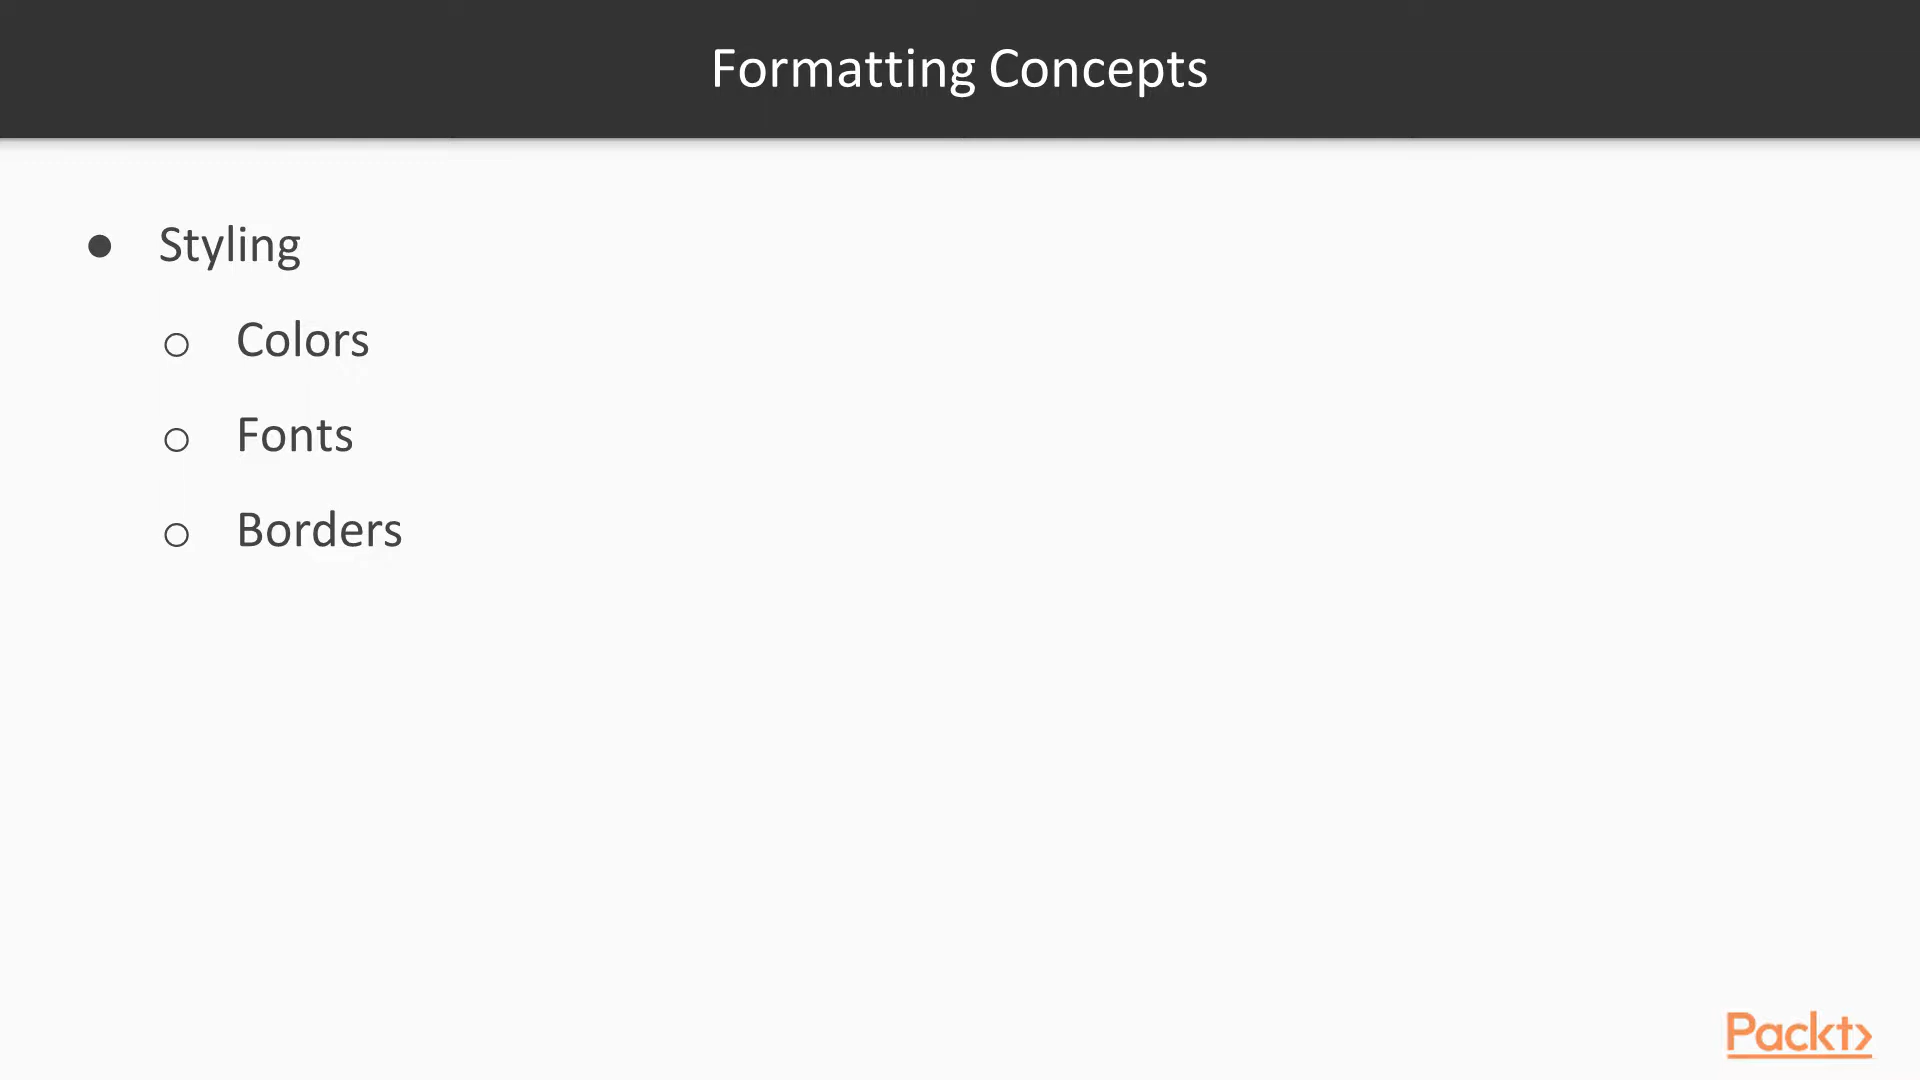 Formatting Concepts
● Styling
○ Colors
○ Fonts
○ Borders
Packt>